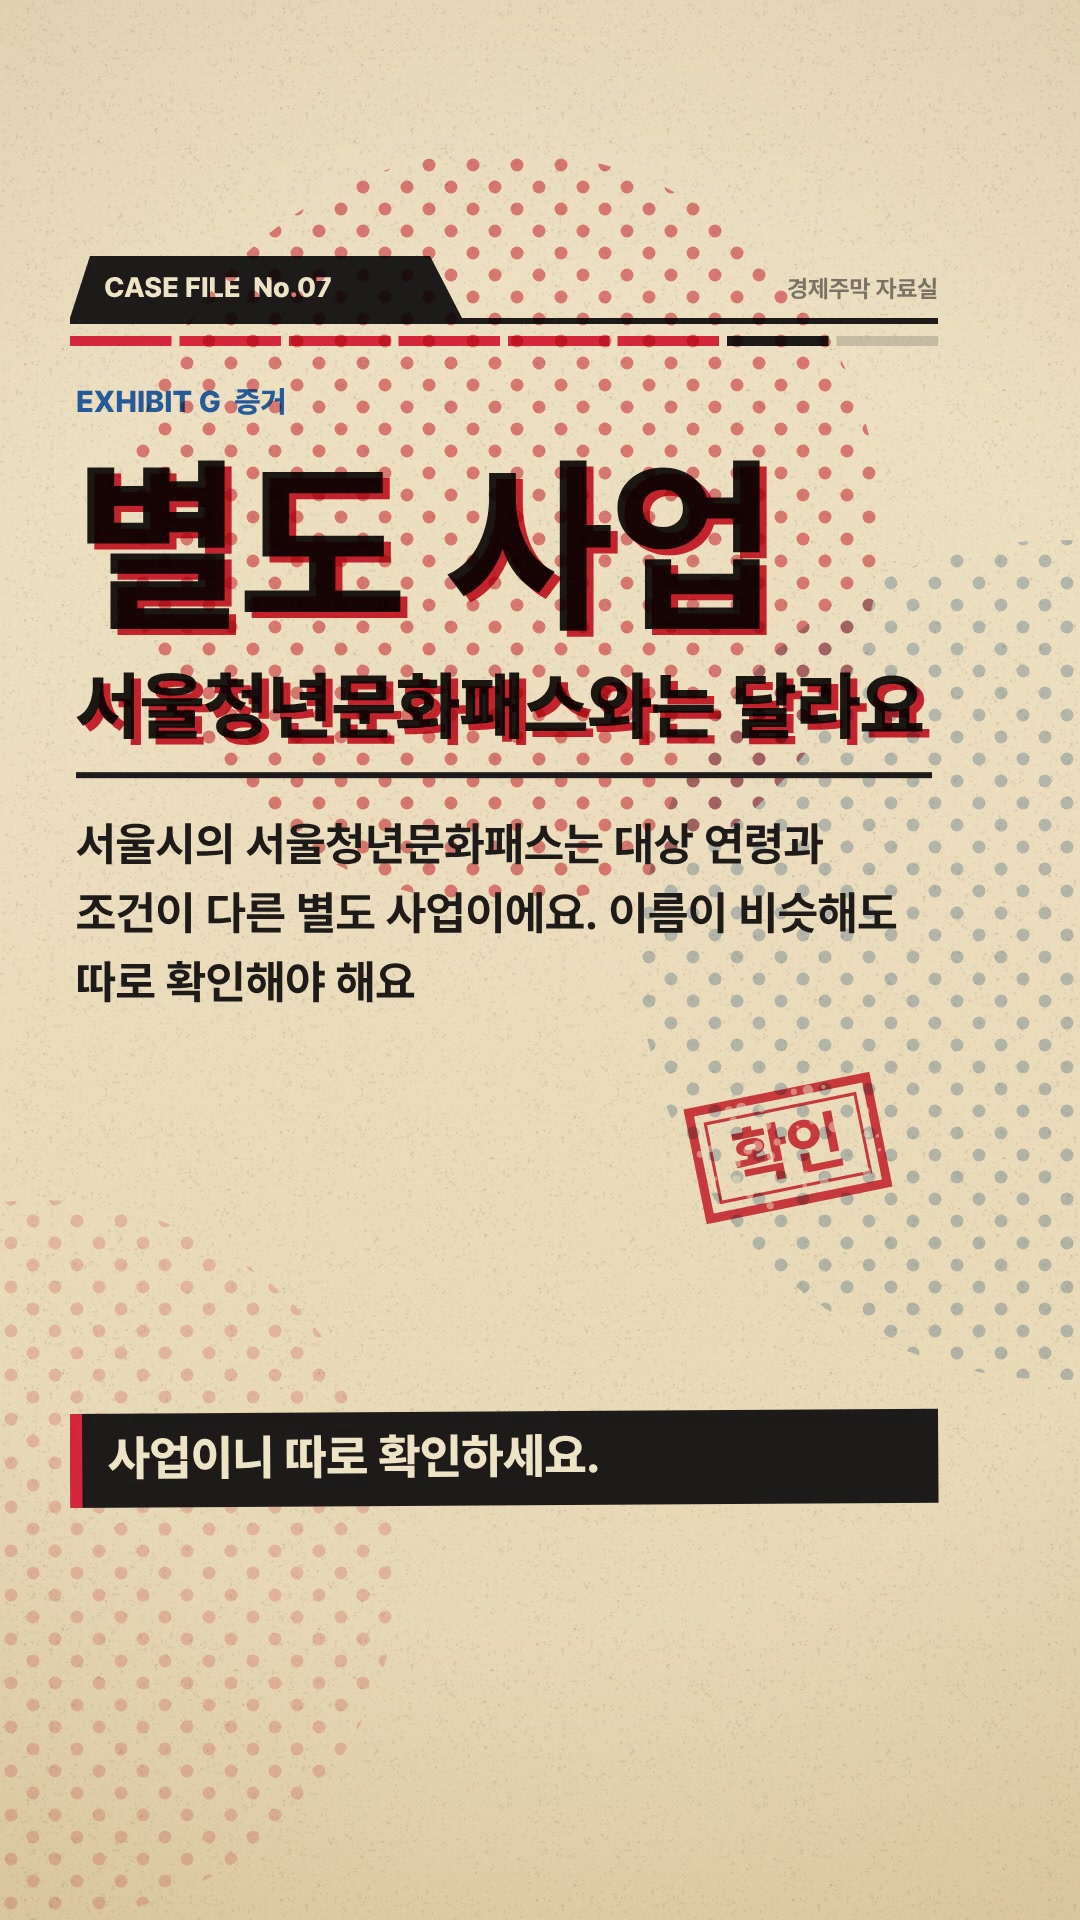 CASE FILE No.07
경제주막 자료실
EXHIBIT G 증거
별도 사업
서울청년문화패스와는 달라요
서울시의 서울청년문화패스는 대상 연령과
조건이 다른 별도 사업이에요. 이름이 비슷해도
따로 확인해야 해요
확인
사업이니 따로 확인하세요.